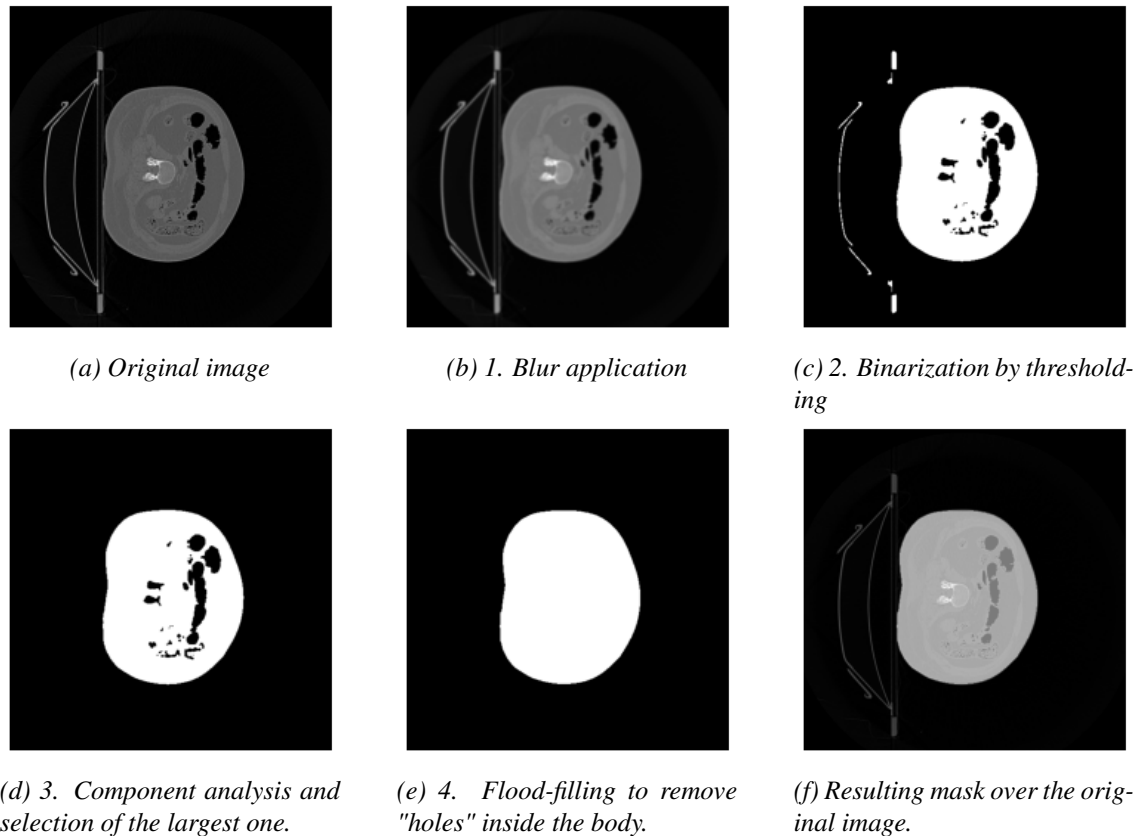 (a) Original image
(b) 1. Blur application
(c) 2. Binarization by threshold-
ing
(d) 3. Component analysis and
selection of the largest one.
(e) 4. Flood-filling to remove
"holes" inside the body.
(f) Resulting mask over the orig-
inal image.